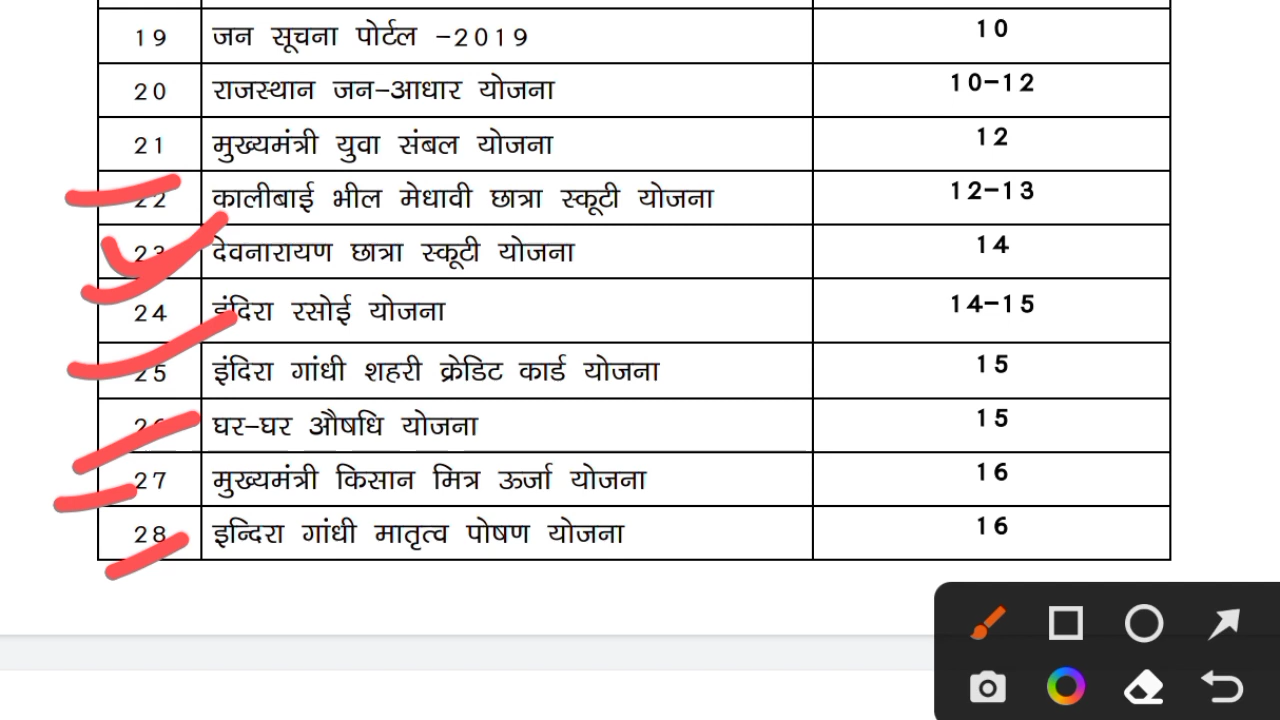 19 जन सूचना पोर्टल -2019 10
20 राजस्थान जन-आधार योजना 10-12
21 मुख्यमंत्री युवा संबल योजना 12
22 कालीबाई भील मेधावी छात्रा स्कूटी योजना 12-13
23 देवनारायण छात्रा स्कूटी योजना 14
24 इंदिरा रसोई योजना 14-15
25 इंदिरा गांधी शहरी क्रेडिट कार्ड योजना 15
26 घर-घर औषधि योजना 15
27 मुख्यमंत्री किसान मित्र ऊर्जा योजना 16
28 इन्दिरा गांधी मातृत्व पोषण योजना 16